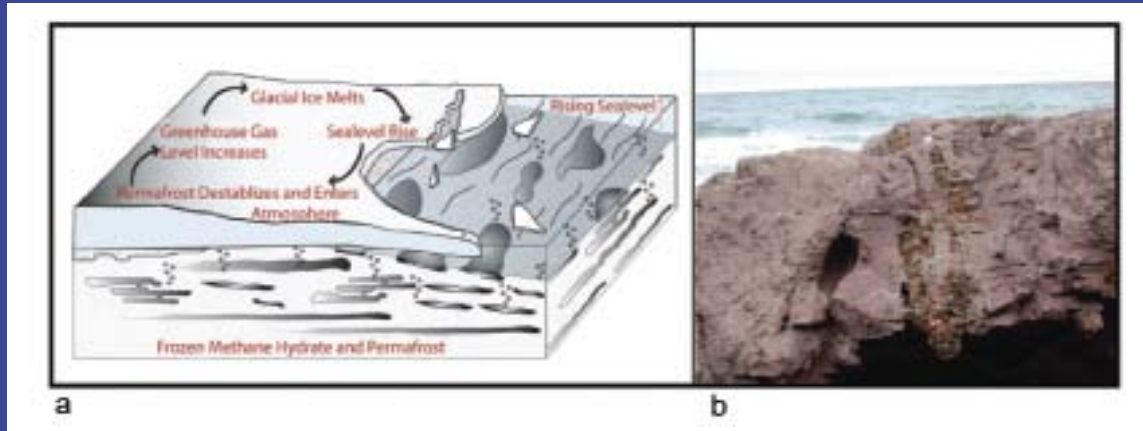 Glacial Ice Melts
Rising Sealevel
Greenhouse Gas
Level Increases
Sealevel Rise
Permafrost Destablizes and Enters
Atmosphere
Frozen Methane Hydrate and Permafrost
a
b